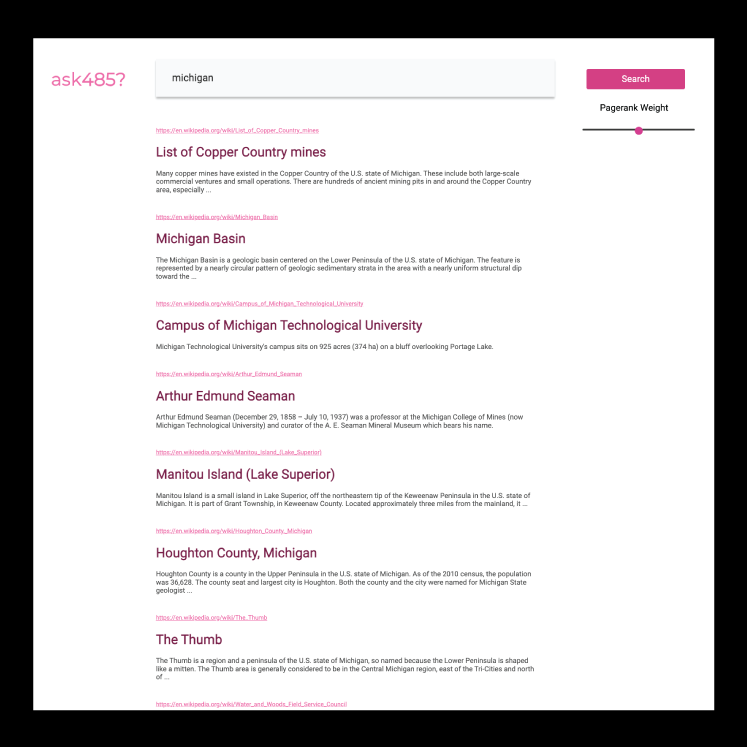 ask485?
michigan
Search
Pagerank Weight
https://en.wikipedia.org/wiki/List_of_Copper_Country_mines
List of Copper Country mines
Many copper mines have existed in the Copper Country of the U.S. state of Michigan. These include both large-scale
commercial ventures and small operations. There are hundreds of ancient mining pits in and around the Copper Country
area, especially ...
https://en.wikipedia.org/wiki/Michigan_Basin
Michigan Basin
The Michigan Basin is a geologic basin centered on the Lower Peninsula of the U.S. state of Michigan. The feature is
represented by a nearly circular pattern of geologic sedimentary strata in the area with a nearly uniform structural dip
toward the ...
https://en.wikipedia.org/wiki/Campus_of_Michigan_Technological_University
Campus of Michigan Technological University
Michigan Technological University's campus sits on 925 acres (374 ha) on a bluff overlooking Portage Lake.
https://en.wikipedia.org/wiki/Arthur_Edmund_Seaman
Arthur Edmund Seaman
Arthur Edmund Seaman (December 29, 1858 – July 10, 1937) was a professor at the Michigan College of Mines (now
Michigan Technological University) and curator of the A. E. Seaman Mineral Museum which bears his name.
https://en.wikipedia.org/wiki/Manitou_Island_(Lake_Superior)
Manitou Island (Lake Superior)
Manitou Island is a small island in Lake Superior, off the northeastern tip of the Keweenaw Peninsula in the U.S. state of
Michigan. It is part of Grant Township, in Keweenaw County. Located approximately three miles from the mainland, it ...
https://en.wikipedia.org/wiki/Houghton_County_Michigan
Houghton County, Michigan
Houghton County is a county in the Upper Peninsula in the U.S. state of Michigan. As of the 2010 census, the population
was 36,628. The county seat and largest city is Houghton. Both the county and the city were named for Michigan State
geologist ...
https://en.wikipedia.org/wiki/The_Thumb
The Thumb
The Thumb is a region and a peninsula of the U.S. state of Michigan, so named because the Lower Peninsula is shaped
like a mitten. The Thumb area is generally considered to be in the Central Michigan region, east of the Tri-Cities and north
of ...
https://en.wikipedia.org/wiki/Water_and_Woods_Field_Service_Council